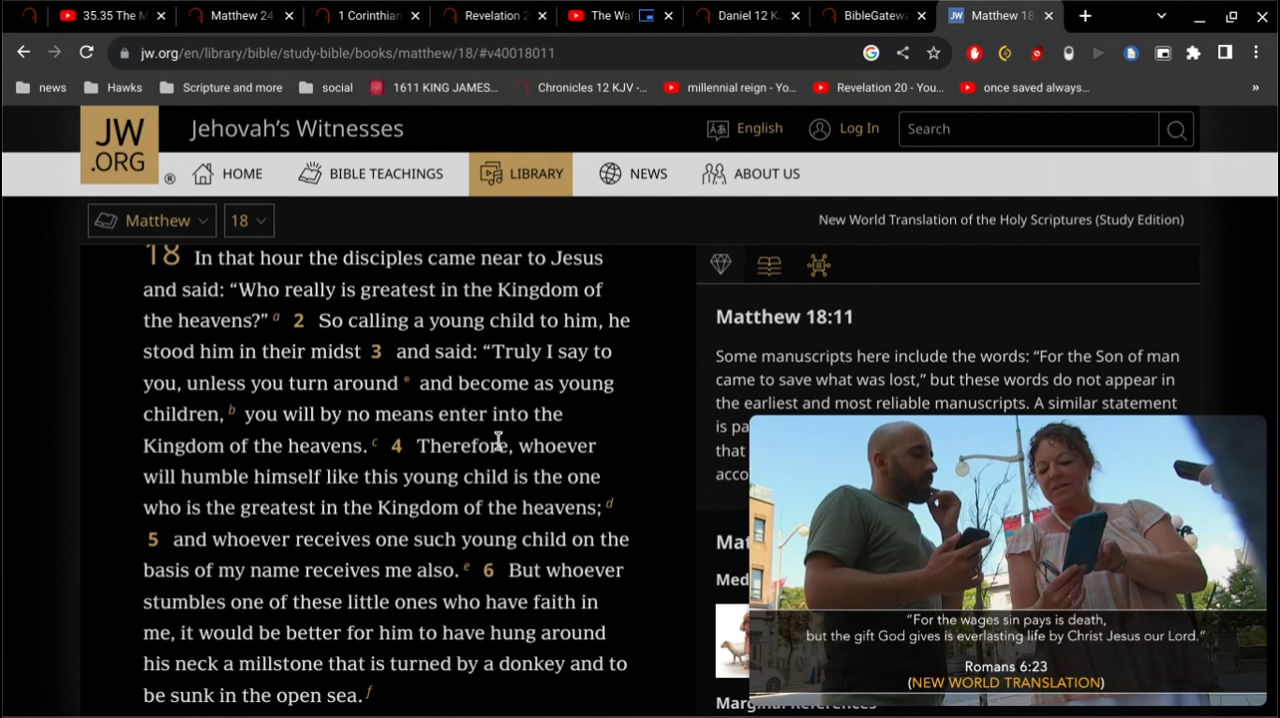 35.35 The M
Matthew 24
1 Corinthian
Revelation 2
The Wa
Daniel 12 K
BibleGatewa
JW Matthew 18
jw.org/en/library/bible/study-bible/books/matthew/18/#v40018011
news
Hawks
Scripture and more
social
1611 KING JAMES...
Chronicles 12 KJV -...
millennial reign - Yo...
Revelation 20 - You...
once saved always...
»
JW
.ORG
®
Jehovah's Witnesses
English
Log In
Search
HOME
BIBLE TEACHINGS
LIBRARY
NEWS
ABOUT US
Matthew
18
New World Translation of the Holy Scriptures (Study Edition)
18 In that hour the disciples came near to Jesus
and said: “Who really is greatest in the Kingdom of
the heavens?” a 2 So calling a young child to him, he
stood him in their midst 3 and said: “Truly I say to
you, unless you turn around * and become as young
children, b you will by no means enter into the
Kingdom of the heavens. c 4 Therefore, whoever
will humble himself like this young child is the one
who is the greatest in the Kingdom of the heavens; d
5 and whoever receives one such young child on the
basis of my name receives me also. e 6 But whoever
stumbles one of these little ones who have faith in
me, it would be better for him to have hung around
his neck a millstone that is turned by a donkey and to
be sunk in the open sea. f
Matthew 18:11
Some manuscripts here include the words: “For the Son of man
came to save what was lost,” but these words do not appear in
the earliest and most reliable manuscripts. A similar statement
is pa
that
acco
Mat
Med
Marginal References
“For the wages sin pays is death,
but the gift God gives is everlasting life by Christ Jesus our Lord.”
Romans 6:23
(NEW WORLD TRANSLATION)